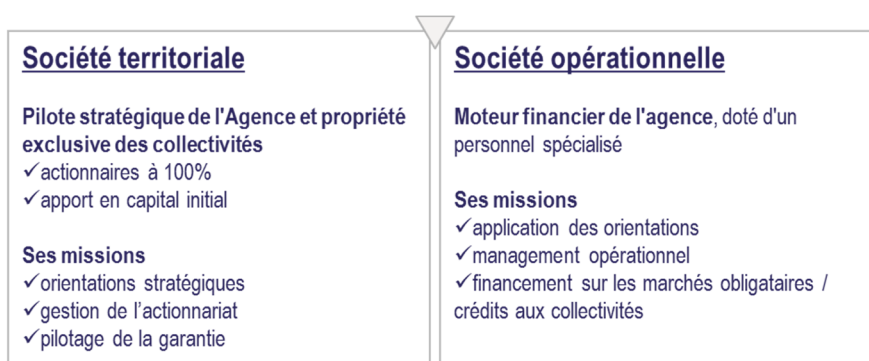 Société territoriale
Pilote stratégique de l'Agence et propriété
exclusive des collectivités
✓actionnaires à 100%
✓apport en capital initial
Ses missions
✓orientations stratégiques
✓gestion de l’actionnariat
✓pilotage de la garantie
Société opérationnelle
Moteur financier de l'agence, doté d'un
personnel spécialisé
Ses missions
✓application des orientations
✓management opérationnel
✓financement sur les marchés obligataires /
crédits aux collectivités